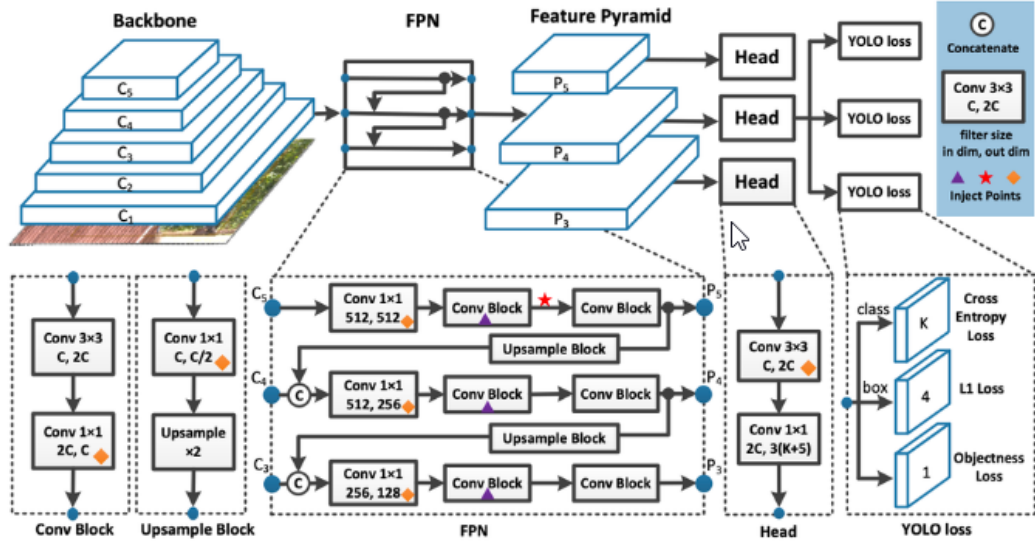 Backbone
FPN
Feature Pyramid
C5
C4
C3
C2
C1
P5
P4
P3
Head
Head
Head
YOLO loss
YOLO loss
YOLO loss
C
Concatenate
Conv 3×3
C, 2C
filter size
in dim, out dim
Inject Points
Conv 3×3
C, 2C
Conv 1×1
2C, C
Conv Block
Conv 1×1
C, C/2
Upsample
×2
Upsample Block
C5
Conv 1×1
512, 512
Conv Block
Conv Block
P5
Upsample Block
C4
C
Conv 1×1
512, 256
Conv Block
Conv Block
P4
Upsample Block
C3
C
Conv 1×1
256, 128
Conv Block
Conv Block
P3
FPN
Conv 3×3
C, 2C
Conv 1×1
2C, 3(K+5)
Head
class
K
Cross
Entropy
Loss
box
4
L1 Loss
1
Objectness
Loss
YOLO loss